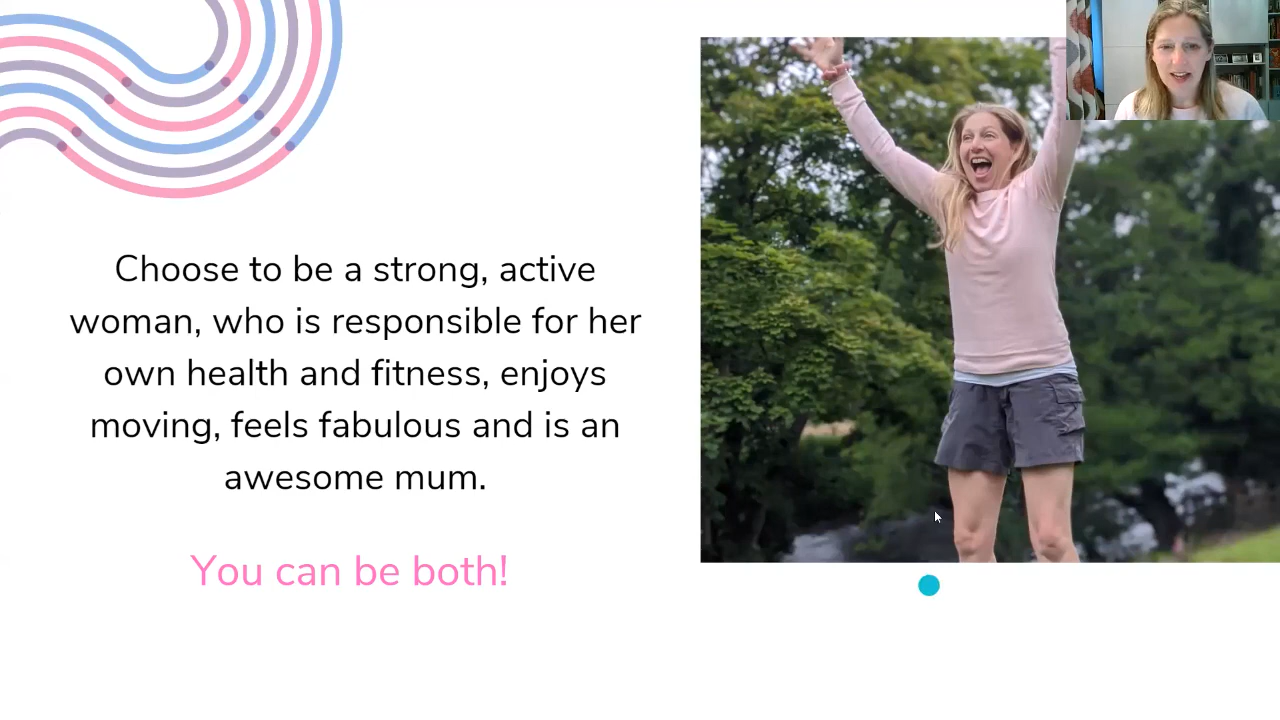 Choose to be a strong, active
woman, who is responsible for her
own health and fitness, enjoys
moving, feels fabulous and is an
awesome mum.
You can be both!